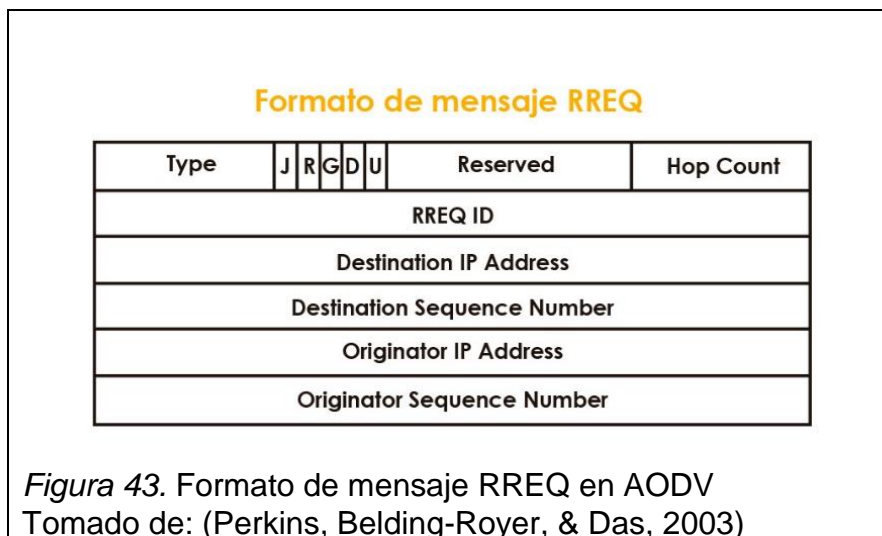 Formato de mensaje RREQ
Type J R G D U Reserved Hop Count
RREQ ID
Destination IP Address
Destination Sequence Number
Originator IP Address
Originator Sequence Number
Figura 43. Formato de mensaje RREQ en AODV
Tomado de: (Perkins, Belding-Royer, & Das, 2003)